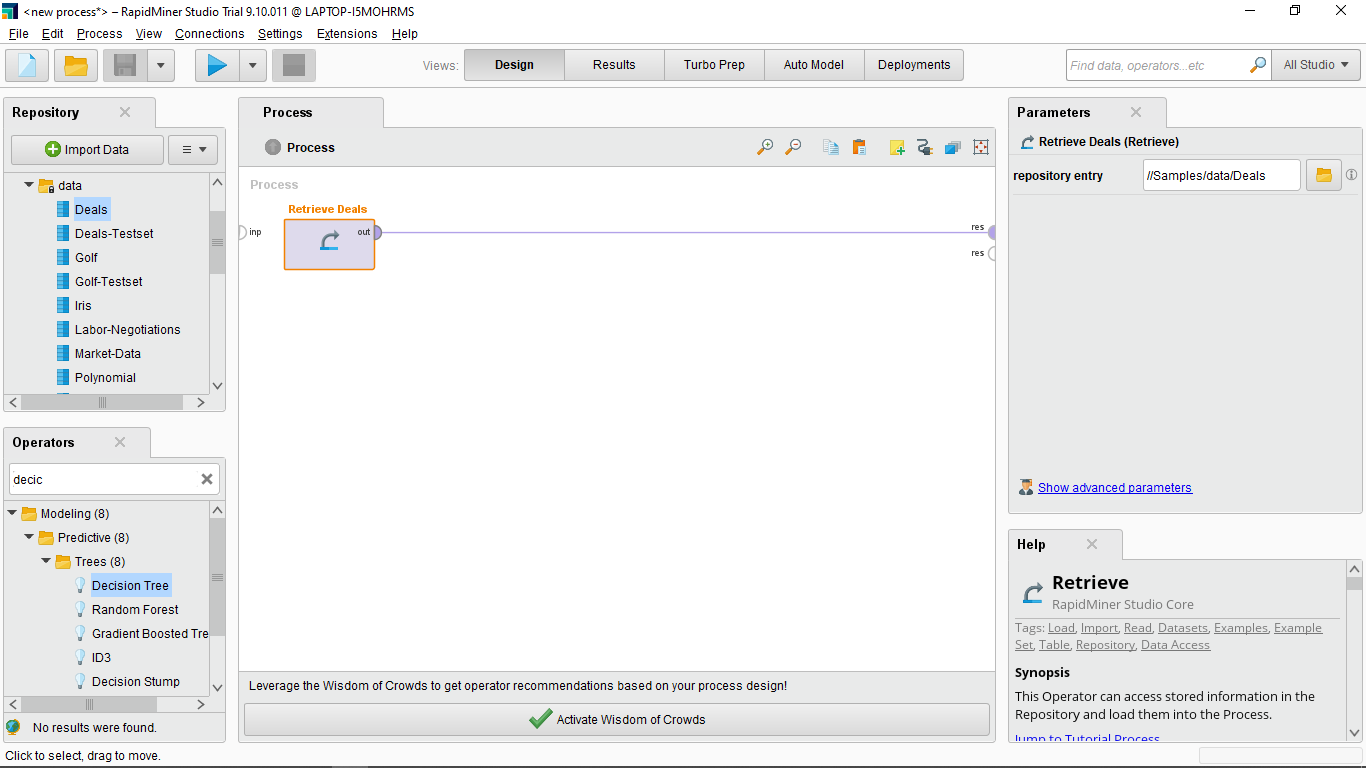 <new process*> – RapidMiner Studio Trial 9.10.011 @ LAPTOP-I5MOHRMS
File Edit Process View Connections Settings Extensions Help
Views: Design Results Turbo Prep Auto Model Deployments Find data, operators...etc All Studio
Repository
Import Data
data
Deals
Deals-Testset
Golf
Golf-Testset
Iris
Labor-Negotiations
Market-Data
Polynomial
Operators
decic
Modeling (8)
Predictive (8)
Trees (8)
Decision Tree
Random Forest
Gradient Boosted Tre
ID3
Decision Stump
No results were found.
Click to select, drag to move.
Process
Process
Process
Retrieve Deals
inp out res
res
Leverage the Wisdom of Crowds to get operator recommendations based on your process design!
Activate Wisdom of Crowds
Parameters
Retrieve Deals (Retrieve)
repository entry //Samples/data/Deals
Show advanced parameters
Help
Retrieve
RapidMiner Studio Core
Tags: Load, Import, Read, Datasets, Examples, Example
Set, Table, Repository, Data Access
Synopsis
This Operator can access stored information in the
Repository and load them into the Process.
Jump to Tutorial Process